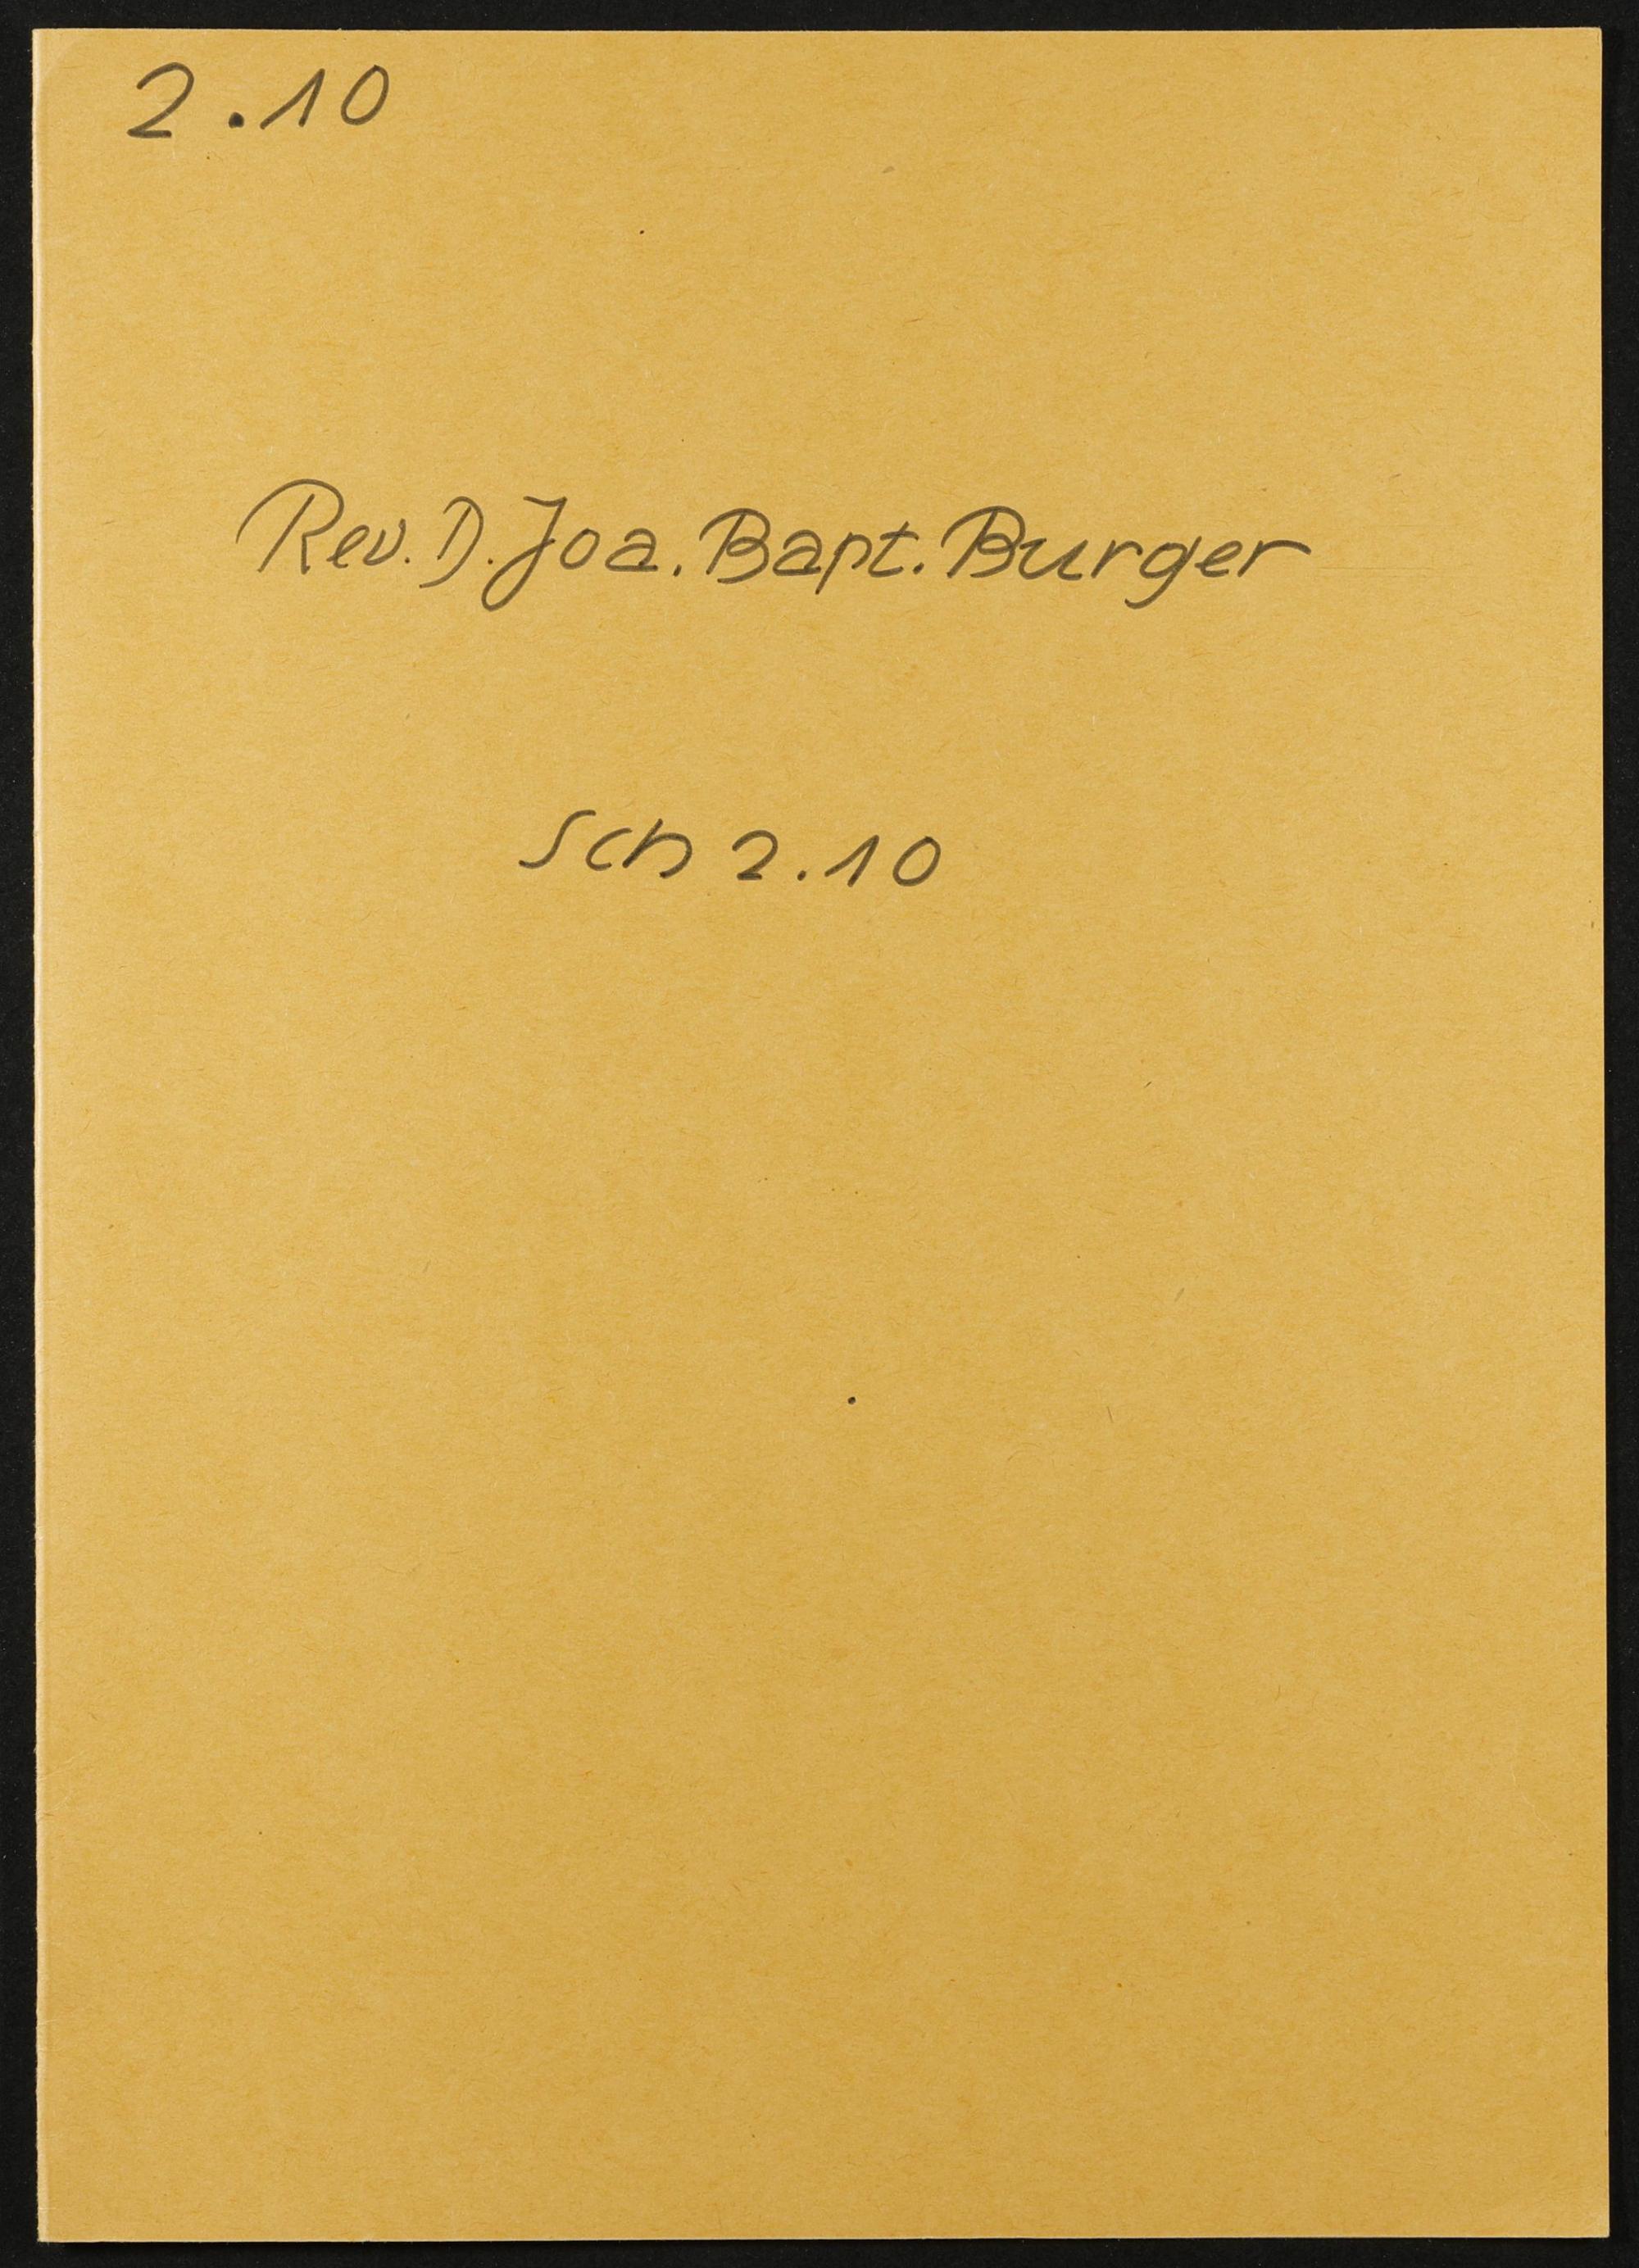 2.10
Rev. D. Joa. Bapt. Burger
Sch 2.10